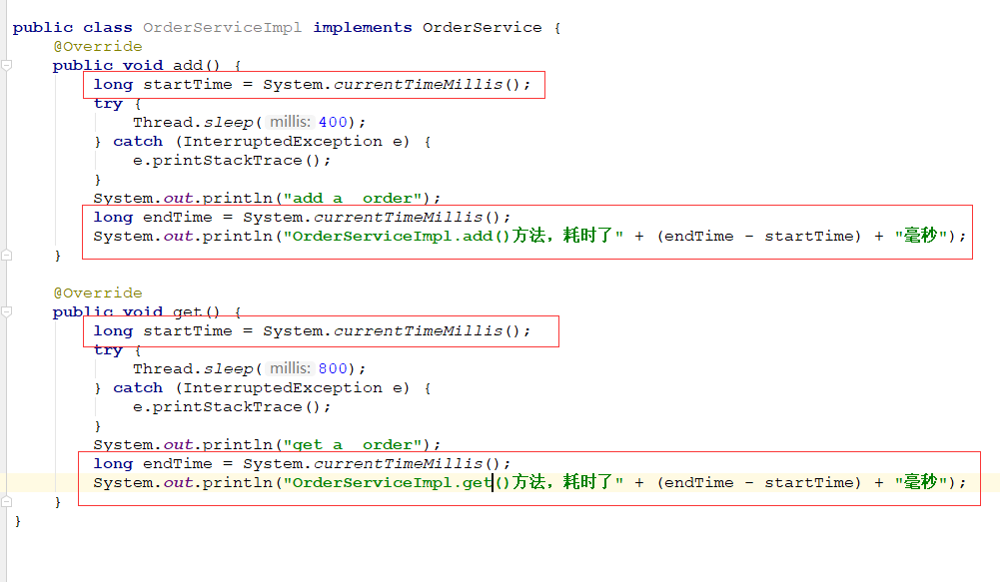 public class OrderServiceImpl implements OrderService {
    @Override
    public void add() {
        long startTime = System.currentTimeMillis();
        try {
            Thread.sleep( millis: 400);
        } catch (InterruptedException e) {
            e.printStackTrace();
        }
        System.out.println("add a  order");
        long endTime = System.currentTimeMillis();
        System.out.println("OrderServiceImpl.add()方法，耗时了" + (endTime - startTime) + "毫秒");
    }

    @Override
    public void get() {
        long startTime = System.currentTimeMillis();
        try {
            Thread.sleep( millis: 800);
        } catch (InterruptedException e) {
            e.printStackTrace();
        }
        System.out.println("get a  order");
        long endTime = System.currentTimeMillis();
        System.out.println("OrderServiceImpl.get()方法，耗时了" + (endTime - startTime) + "毫秒");
    }
}